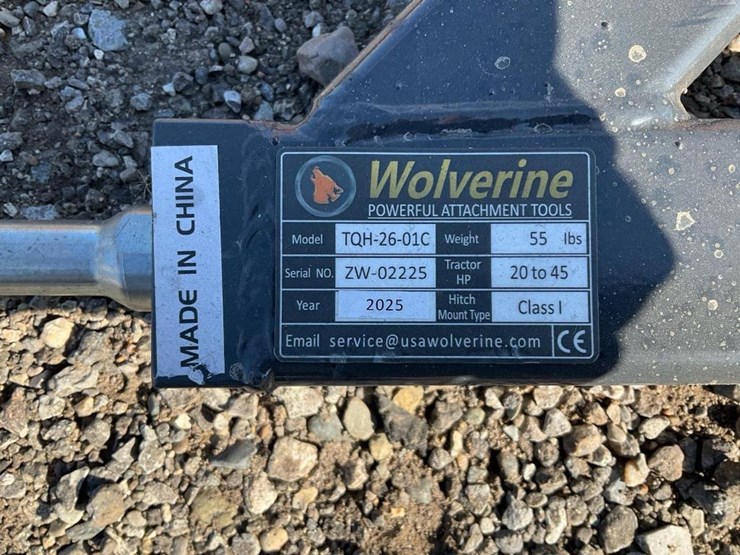 MADE IN CHINA
Wolverine
POWERFUL ATTACHMENT TOOLS
Model TQH-26-01C Weight 55 lbs
Serial NO. ZW-02225 Tractor HP 20 to 45
Year 2025 Hitch Mount Type Class I
Email service@usawolverine.com CE